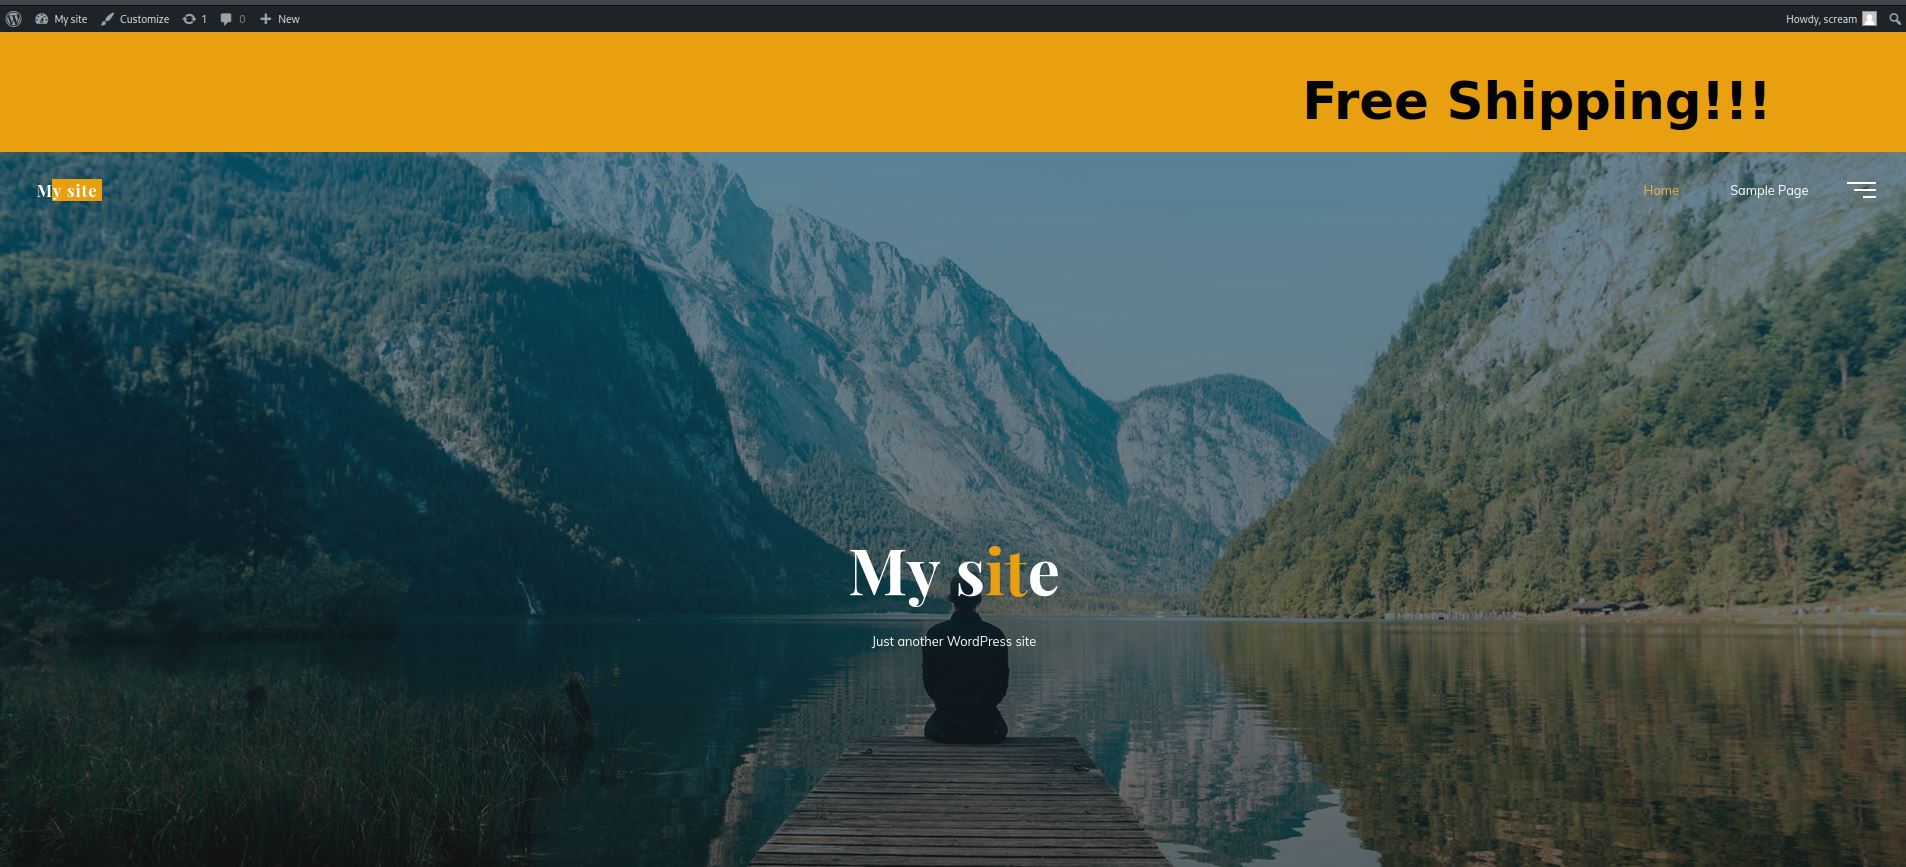 My site Customize 1 0 New Howdy, scream
Free Shipping!!!
My site Home Sample Page
My site
Just another WordPress site